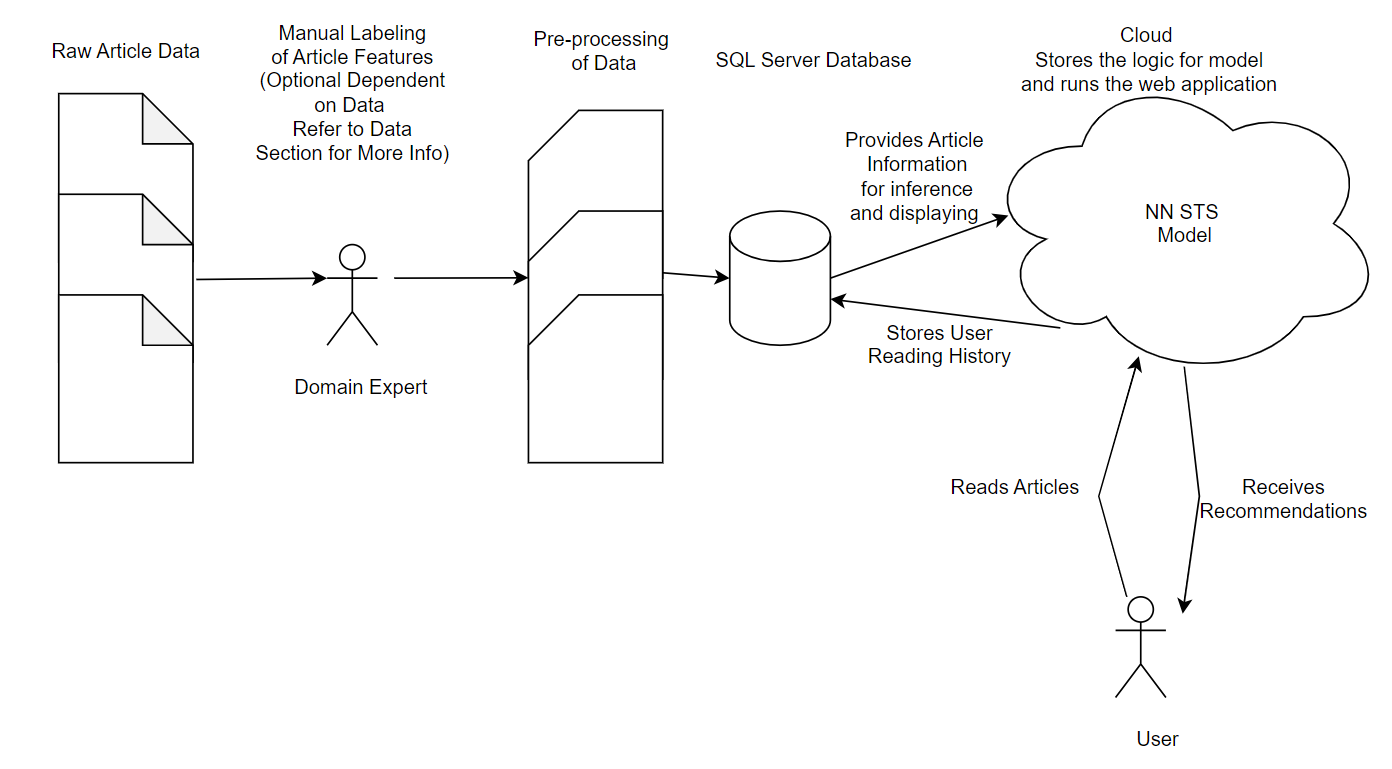 Raw Article Data
Manual Labeling
of Article Features
(Optional Dependent
on Data
Refer to Data
Section for More Info)
Domain Expert
Pre-processing
of Data
SQL Server Database
Provides Article
Information
for inference
and displaying
Stores User
Reading History
Cloud
Stores the logic for model
and runs the web application
NN STS
Model
Reads Articles
Receives
Recommendations
User